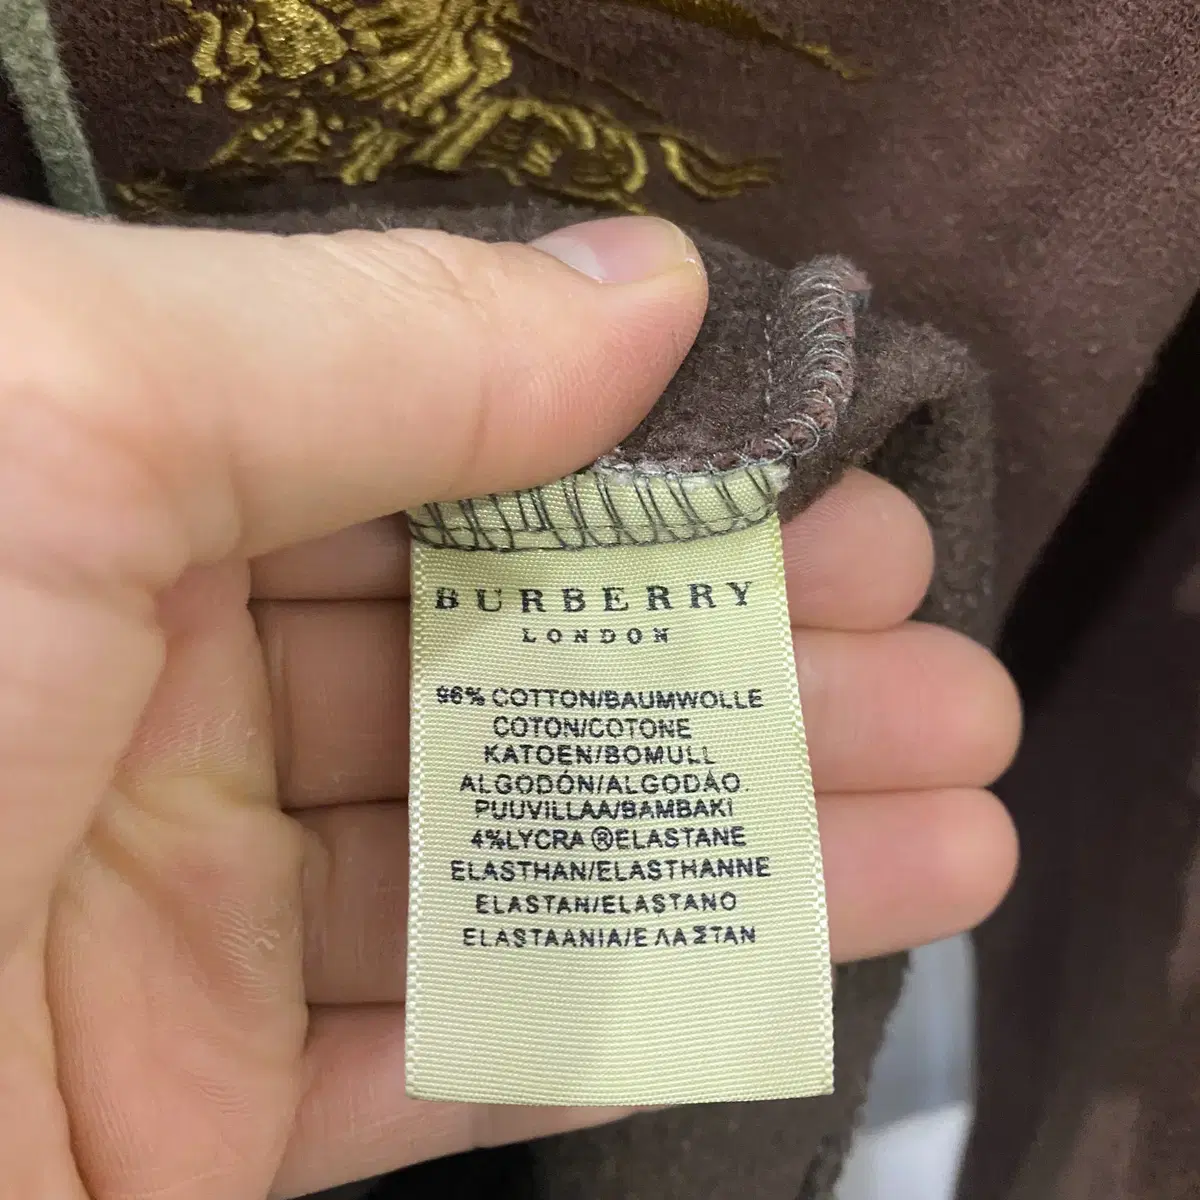 BURBERRY
LONDON
96% COTTON/BAUMWOLLE
COTON/COTONE
KATOEN/BOMULL
ALGODÓN/ALGODÃO
PUUVILLAA/BAMBAKI
4%LYCRA ®ELASTANE
ELASTHAN/ELASTHANNE
ELASTAN/ELASTANO
ELASTAANIA/ΕΛΑΣΤΑΝ